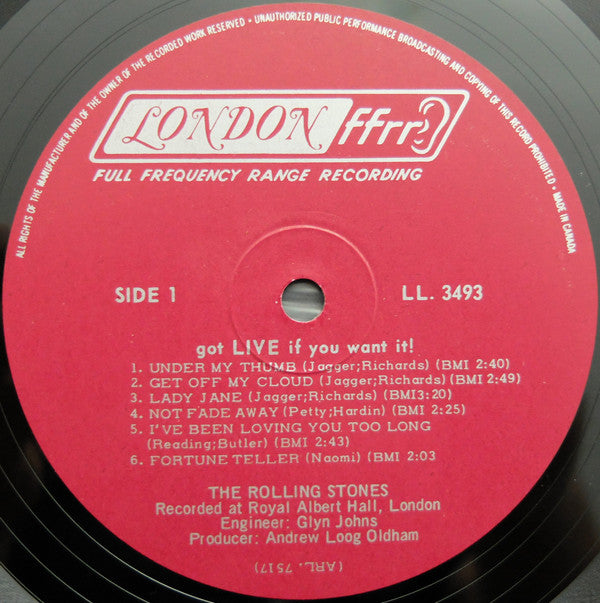 ALL RIGHTS OF THE MANUFACTURER AND OF THE OWNER OF THE RECORDED WORK RESERVED • UNAUTHORIZED PUBLIC PERFORMANCE BROADCASTING AND COPYING OF THIS RECORD PROHIBITED • MADE IN CANADA
LONDON ffrr
FULL FREQUENCY RANGE RECORDING
SIDE 1 LL. 3493
got LIVE if you want it!
1. UNDER MY THUMB (Jagger;Richards) (BMI 2:40)
2. GET OFF MY CLOUD (Jagger;Richards) (BMI 2:49)
3. LADY JANE (Jagger;Richards) (BMI3:20)
4. NOT FADE AWAY (Petty;Hardin) (BMI 2:25)
5. I'VE BEEN LOVING YOU TOO LONG
(Reading;Butler) (BMI 2:43)
6. FORTUNE TELLER (Naomi) (BMI 2:03
THE ROLLING STONES
Recorded at Royal Albert Hall, London
Engineer: Glyn Johns
Producer: Andrew Loog Oldham
(ARL. 7517)